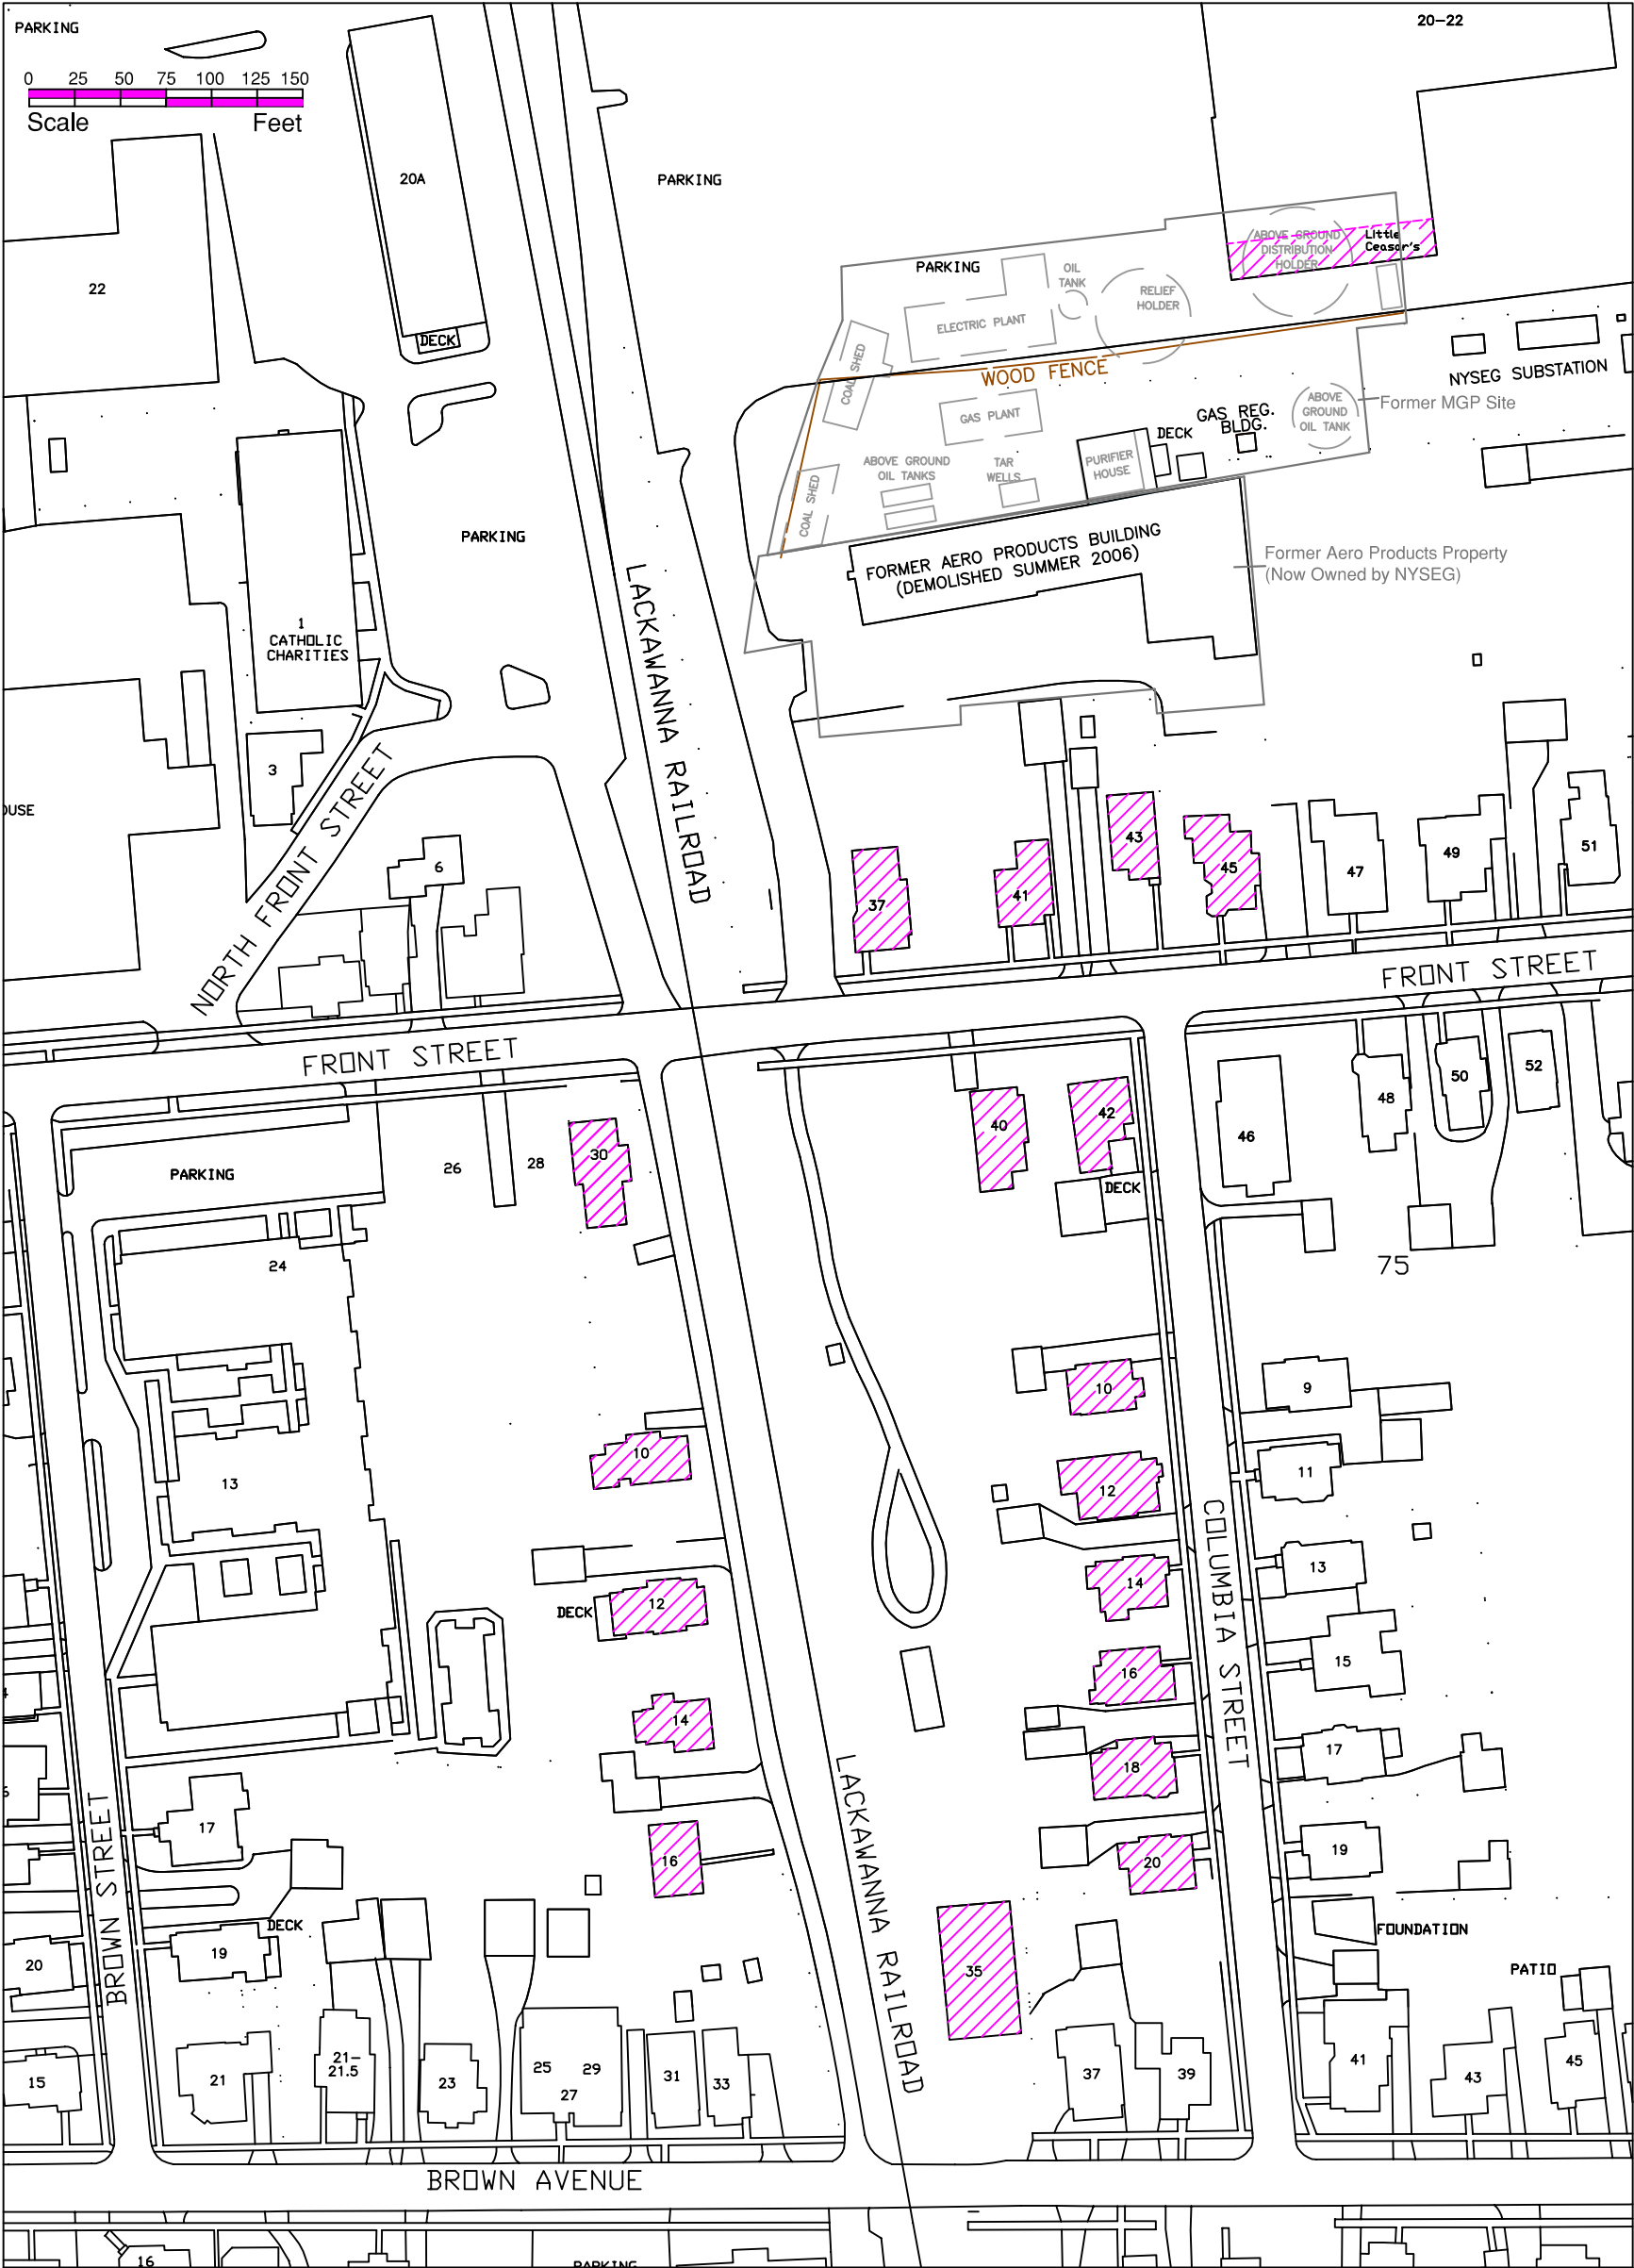 PARKING
20-22
0 25 50 75 100 125 150
Scale Feet
20A
PARKING
22
DECK
PARKING
ABOVE GROUND
DISTRIBUTION
HOLDER
Little
Ceasar's
OIL
TANK
RELIEF
HOLDER
ELECTRIC PLANT
COAL SHED
WOOD FENCE
NYSEG SUBSTATION
GAS PLANT
GAS REG.
BLDG.
DECK
ABOVE
GROUND
OIL TANK
Former MGP Site
ABOVE GROUND
OIL TANKS
TAR
WELLS
PURIFIER
HOUSE
COAL SHED
PARKING
FORMER AERO PRODUCTS BUILDING
(DEMOLISHED SUMMER 2006)
Former Aero Products Property
(Now Owned by NYSEG)
1
CATHOLIC
CHARITIES
LACKAWANNA RAILROAD
3
NORTH FRONT STREET
6
37
41
43
45
47
49
51
FRONT STREET
FRONT STREET
PARKING
26
28
30
40
42
DECK
46
48
50
52
75
24
13
10
12
DECK
14
16
10
12
14
16
18
20
COLUMBIA STREET
9
11
13
15
17
19
FOUNDATION
PATIO
LACKAWANNA RAILROAD
35
BROWN STREET
17
DECK
19
20
15
21
21-
21.5
23
25
29
27
31
33
37
39
41
43
45
BROWN AVENUE
16
PARKING